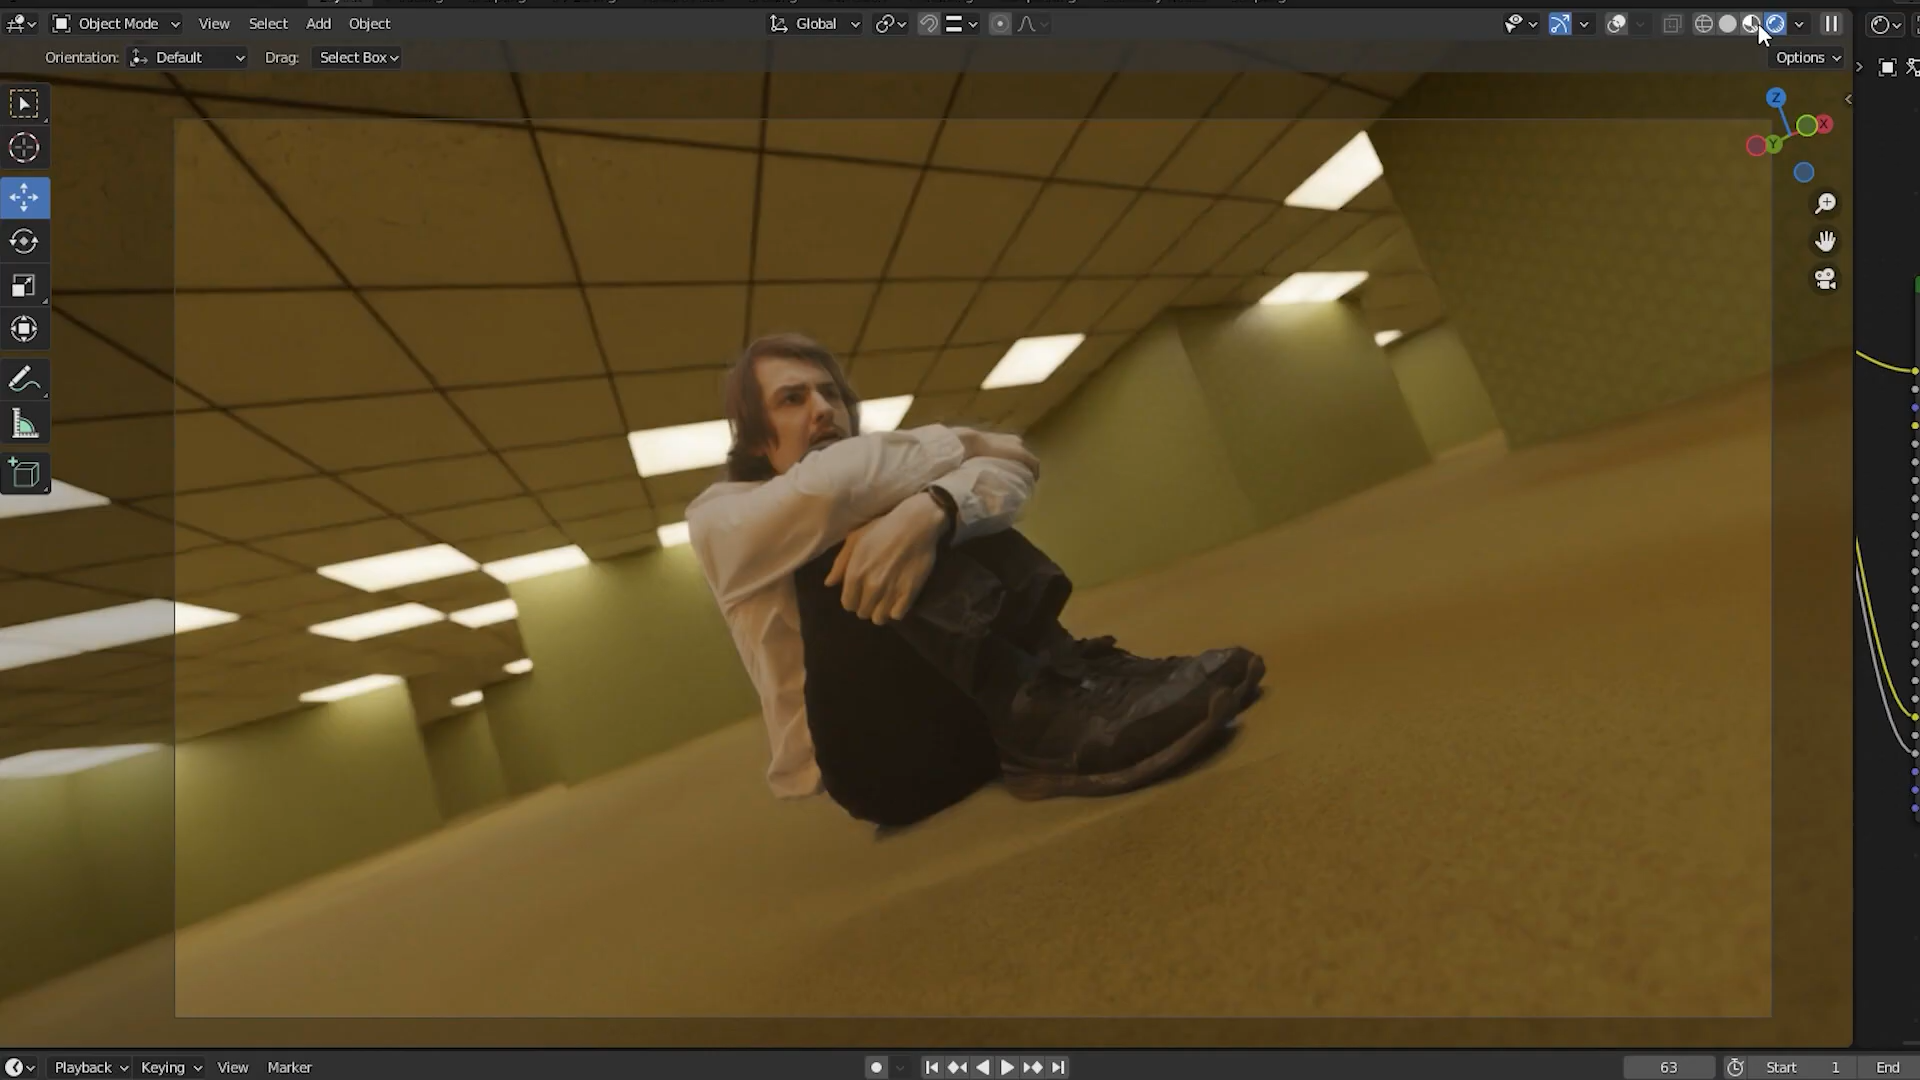 Object Mode View Select Add Object Global
Orientation: Default Drag: Select Box Options
Z
X
Y
Playback Keying View Marker 63 Start 1 End